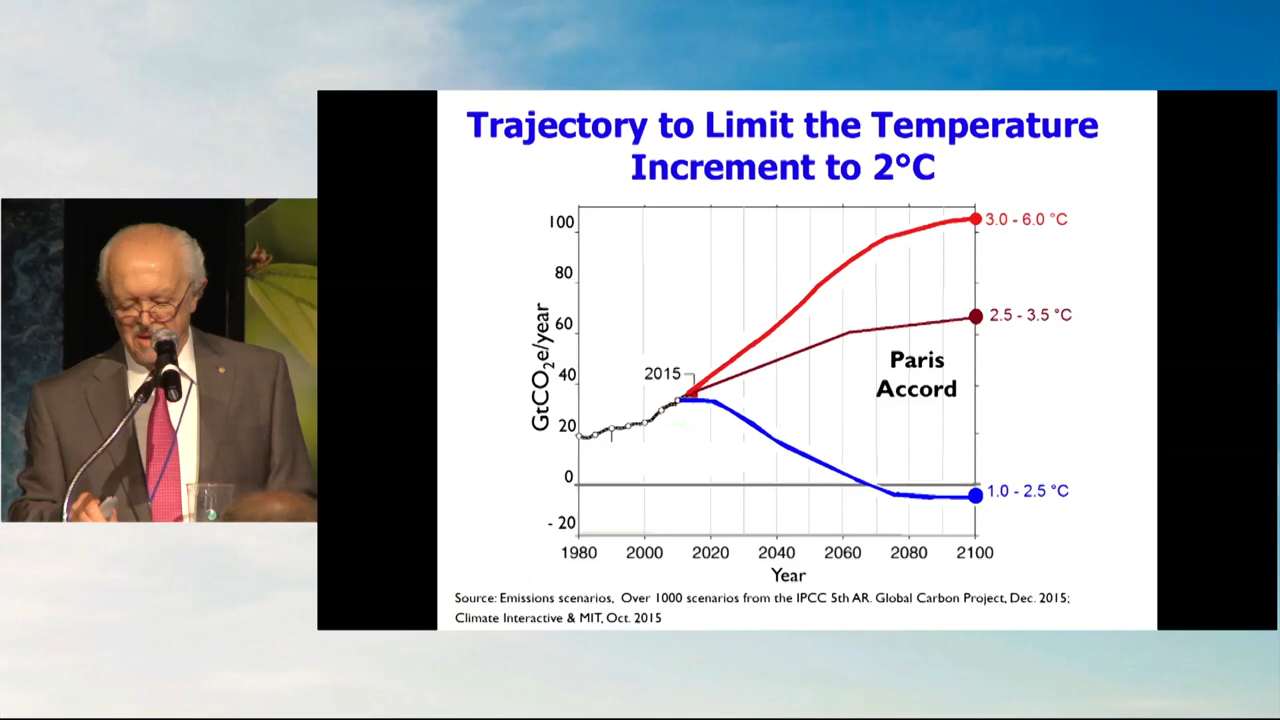 Trajectory to Limit the Temperature
Increment to 2°C
100
80
60
40
20
0
- 20
GtCO2e/year
2015
3.0 - 6.0 °C
2.5 - 3.5 °C
Paris
Accord
1.0 - 2.5 °C
1980 2000 2020 2040 2060 2080 2100
Year
Source: Emissions scenarios, Over 1000 scenarios from the IPCC 5th AR. Global Carbon Project, Dec. 2015;
Climate Interactive & MIT, Oct. 2015